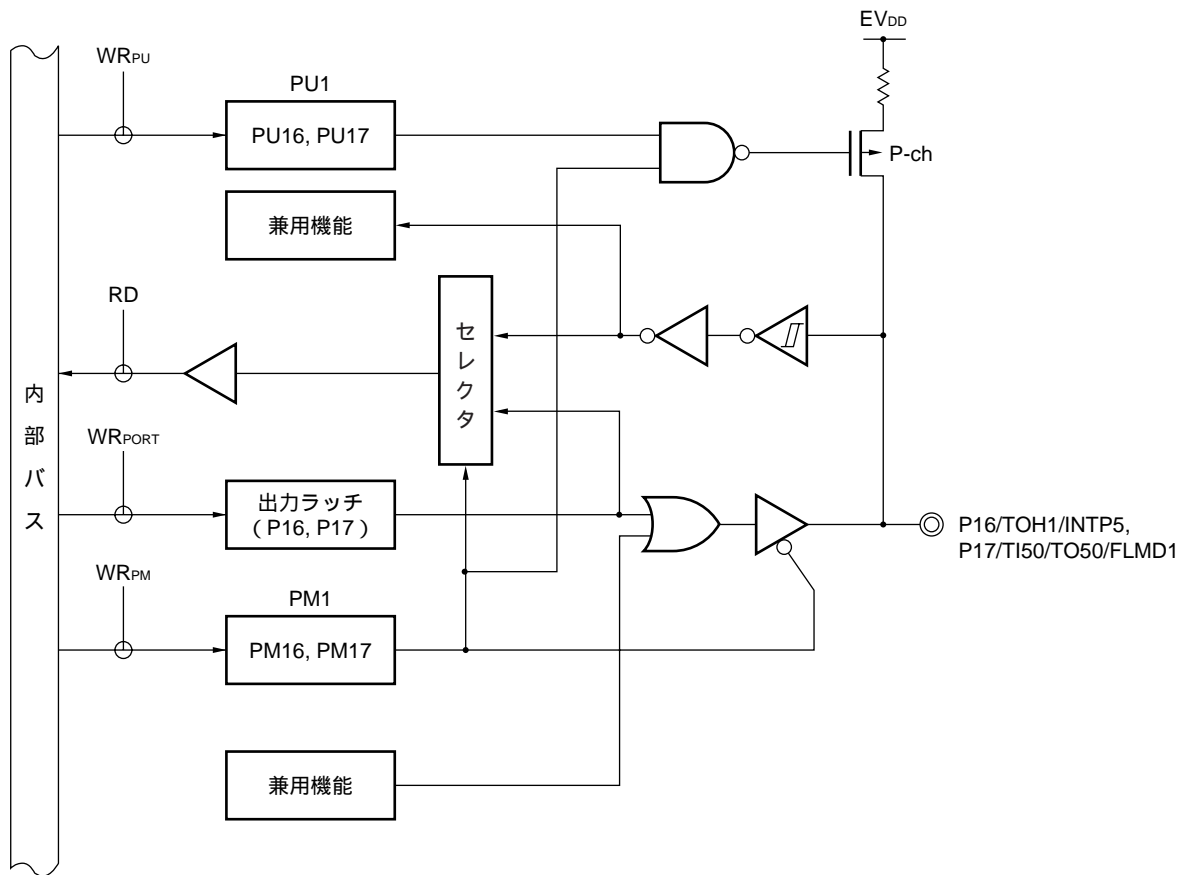 EVDD
WRPU
PU1
PU16, PU17
P-ch
兼用機能
RD
セレクタ
内部バス
WRPORT
出力ラッチ
（P16, P17）
P16/TOH1/INTP5,
P17/TI50/TO50/FLMD1
WRPM
PM1
PM16, PM17
兼用機能